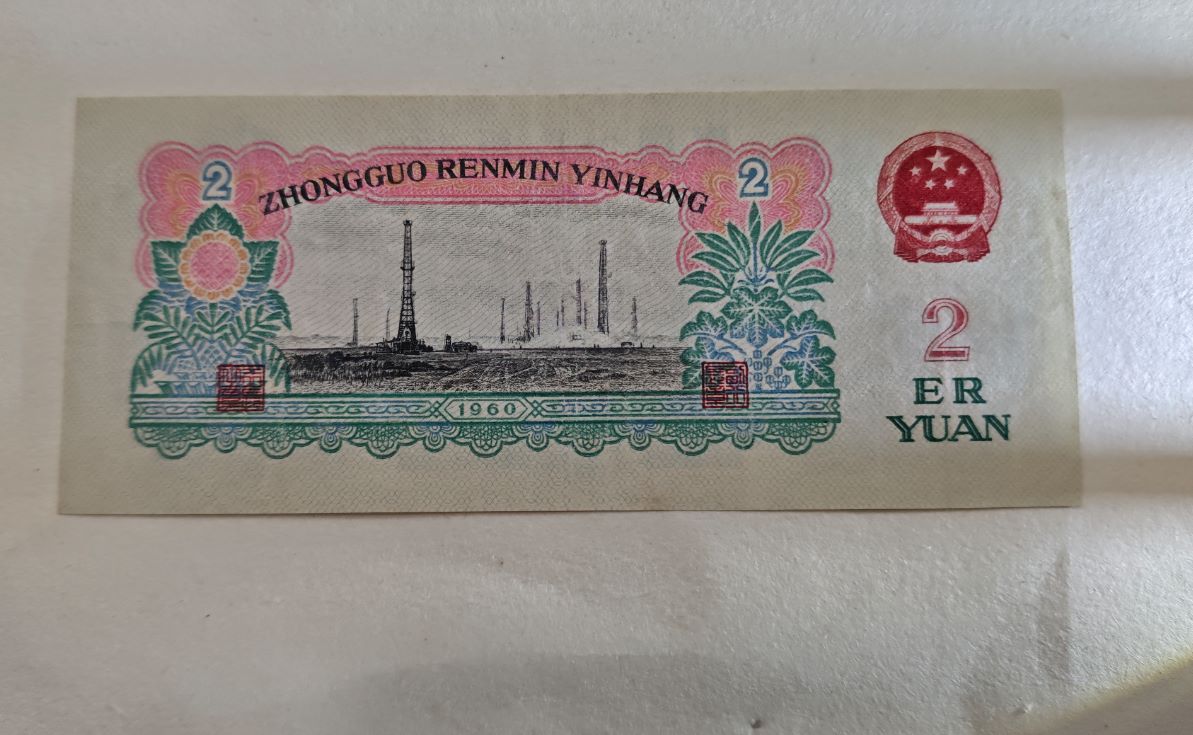 2
ZHONGGUO RENMIN YINHANG
2
1960
2
ER
YUAN